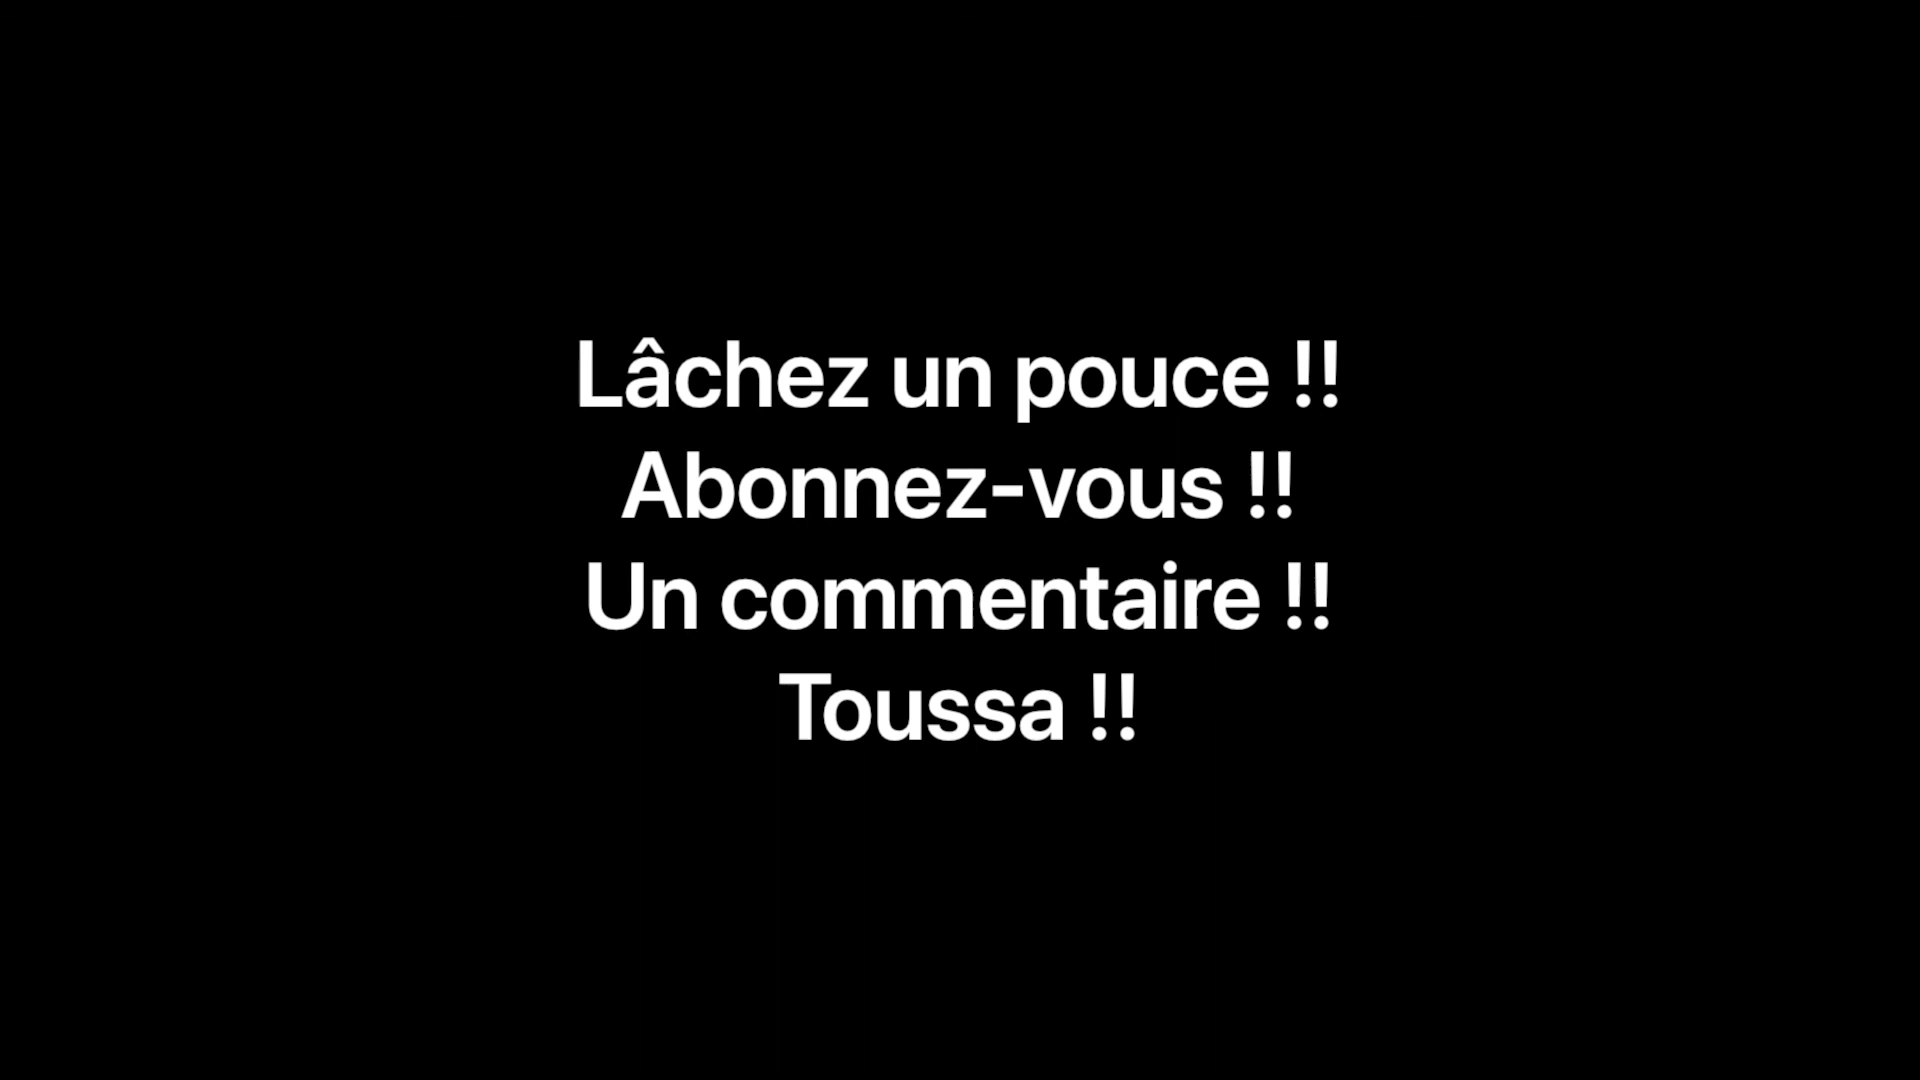 Lâchez un pouce !!
Abonnez-vous !!
Un commentaire !!
Toussa !!